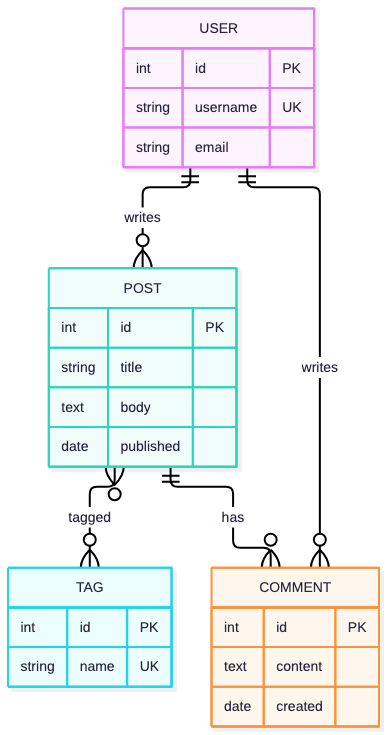 USER
int id PK
string username UK
string email
writes
POST
int id PK
string title
text body
date published
writes
tagged
has
TAG
int id PK
string name UK
COMMENT
int id PK
text content
date created